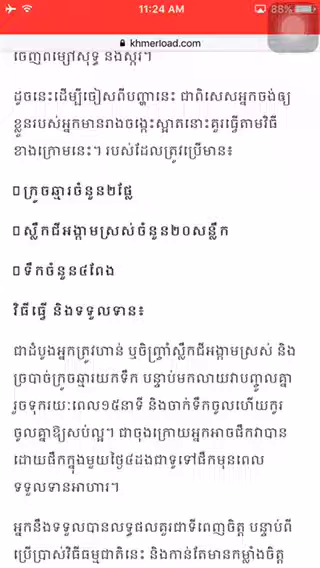 11:24 AM
88%
khmerload.com
ចេញពីម្សៅសុទ្ធ និងស្ករ។
ដូចនេះដើម្បីចៀសពីបញ្ហានេះ ជាពិសេសអ្នកចង់ឲ្យ
ខ្លួនរបស់អ្នកមានរាងចង្កេះស្អាតនោះគួរធ្វើតាមវិធី
ខាងក្រោមនេះ។ របស់ដែលត្រូវប្រើមាន៖
ក្រូចឆ្មារចំនួន២ផ្លែ
ស្លឹកជីអង្កាមស្រស់ចំនួន២០សន្លឹក
ទឹកចំនួន៤ពែង
វិធីធ្វើ និងទទួលទាន៖
ជាដំបូងអ្នកត្រូវហាន់ ឬចិញ្ច្រាំស្លឹកជីអង្កាមស្រស់ និង
ច្របាច់ក្រូចឆ្មារយកទឹក បន្ទាប់មកលាយវាបញ្ចូលគ្នា
រួចទុករយៈពេល១៥នាទី និងចាក់ទឹកចូលហើយកូរ
ចូលគ្នាឱ្យសប់ល្អ។ ជាចុងក្រោយអ្នកអាចផឹកវាបាន
ដោយផឹកក្នុងមួយថ្ងៃ៤ដងជាទូទៅផឹកមុនពេល
ទទួលទានអាហារ។
អ្នកនឹងទទួលបានលទ្ធផលគួរជាទីពេញចិត្ត បន្ទាប់ពី
ប្រើប្រាស់វិធីធម្មជាតិនេះ និងកាន់តែមានកម្លាំងចិត្ត